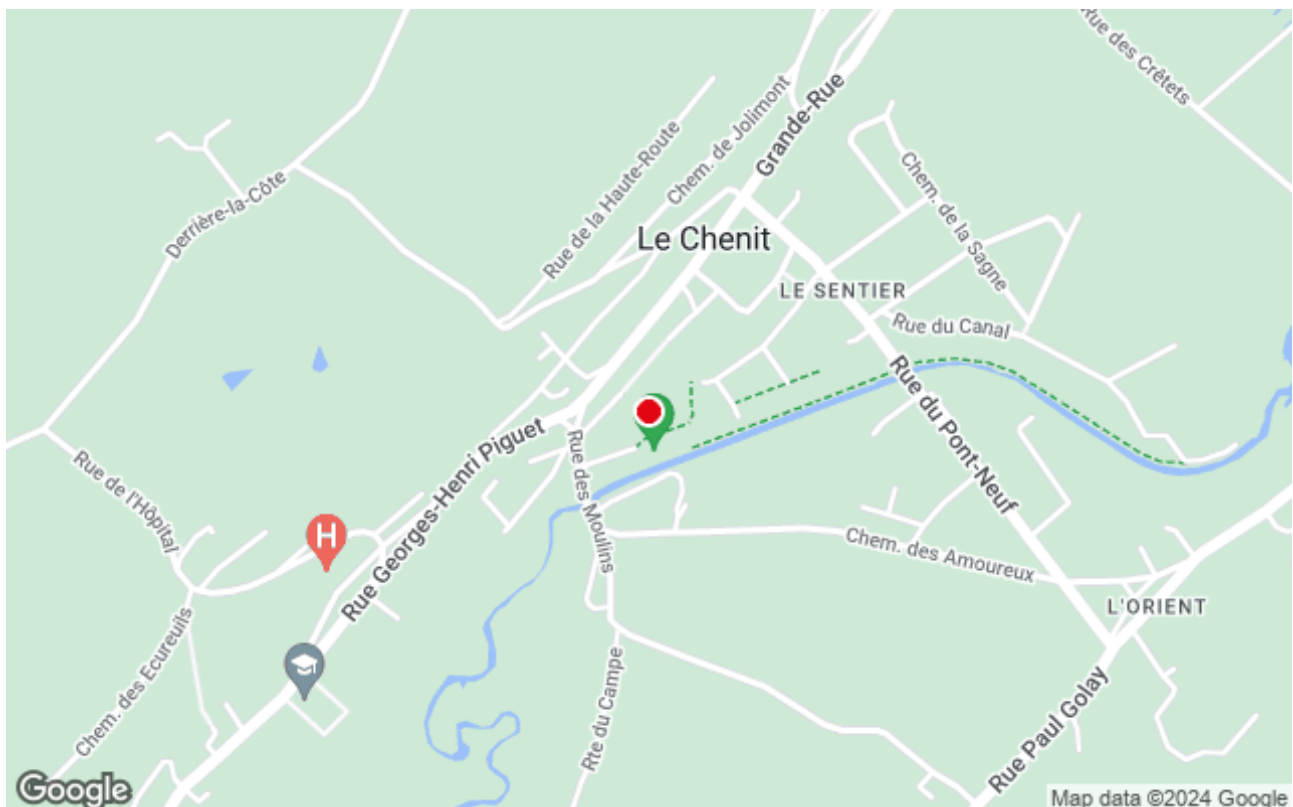 Rue des Crêtets
Chem. de Jolimont
Grande-Rue
Rue de la Haute-Route
Derrière-la-Côte
Chem. de la Sagne
Le Chenit
LE SENTIER
Rue du Canal
Rue du Pont-Neuf
Rue Georges-Henri Piguet
Rue des Moulins
Rue de l'Hôpital
H
Chem. des Amoureux
L'ORIENT
Chem. des Ecureuils
Rte du Campe
Rue Paul Golay
Google
Map data ©2024 Google